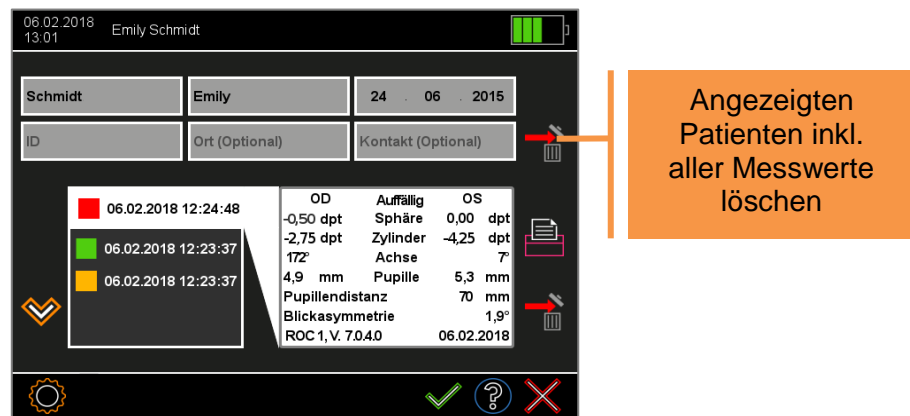 06.02.2018
13:01 Emily Schmidt
Schmidt Emily 24 . 06 . 2015
ID Ort (Optional) Kontakt (Optional)
06.02.2018 12:24:48
06.02.2018 12:23:37
06.02.2018 12:23:37
OD Auffällig OS
-0,50 dpt Sphäre 0,00 dpt
-2,75 dpt Zylinder -4,25 dpt
172° Achse 7°
4,9 mm Pupille 5,3 mm
Pupillendistanz 70 mm
Blickasymmetrie 1,9°
ROC 1, V. 7.0.4.0 06.02.2018
?
Angezeigten
Patienten inkl.
aller Messwerte
löschen